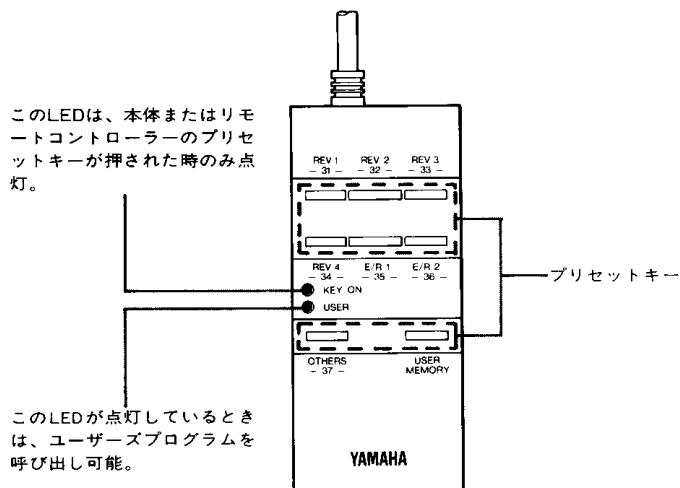 このLEDは、本体またはリモ
ートコントローラーのプリセ
ットキーが押された時のみ点
灯。
REV 1 REV 2 REV 3
– 31 – – 32 – – 33 –
REV 4 E/R 1 E/R 2
– 34 – – 35 – – 36 –
KEY ON
USER
プリセットキー
OTHERS USER
– 37 – MEMORY
このLEDが点灯しているとき
は、ユーザーズプログラムを
呼び出し可能。
YAMAHA